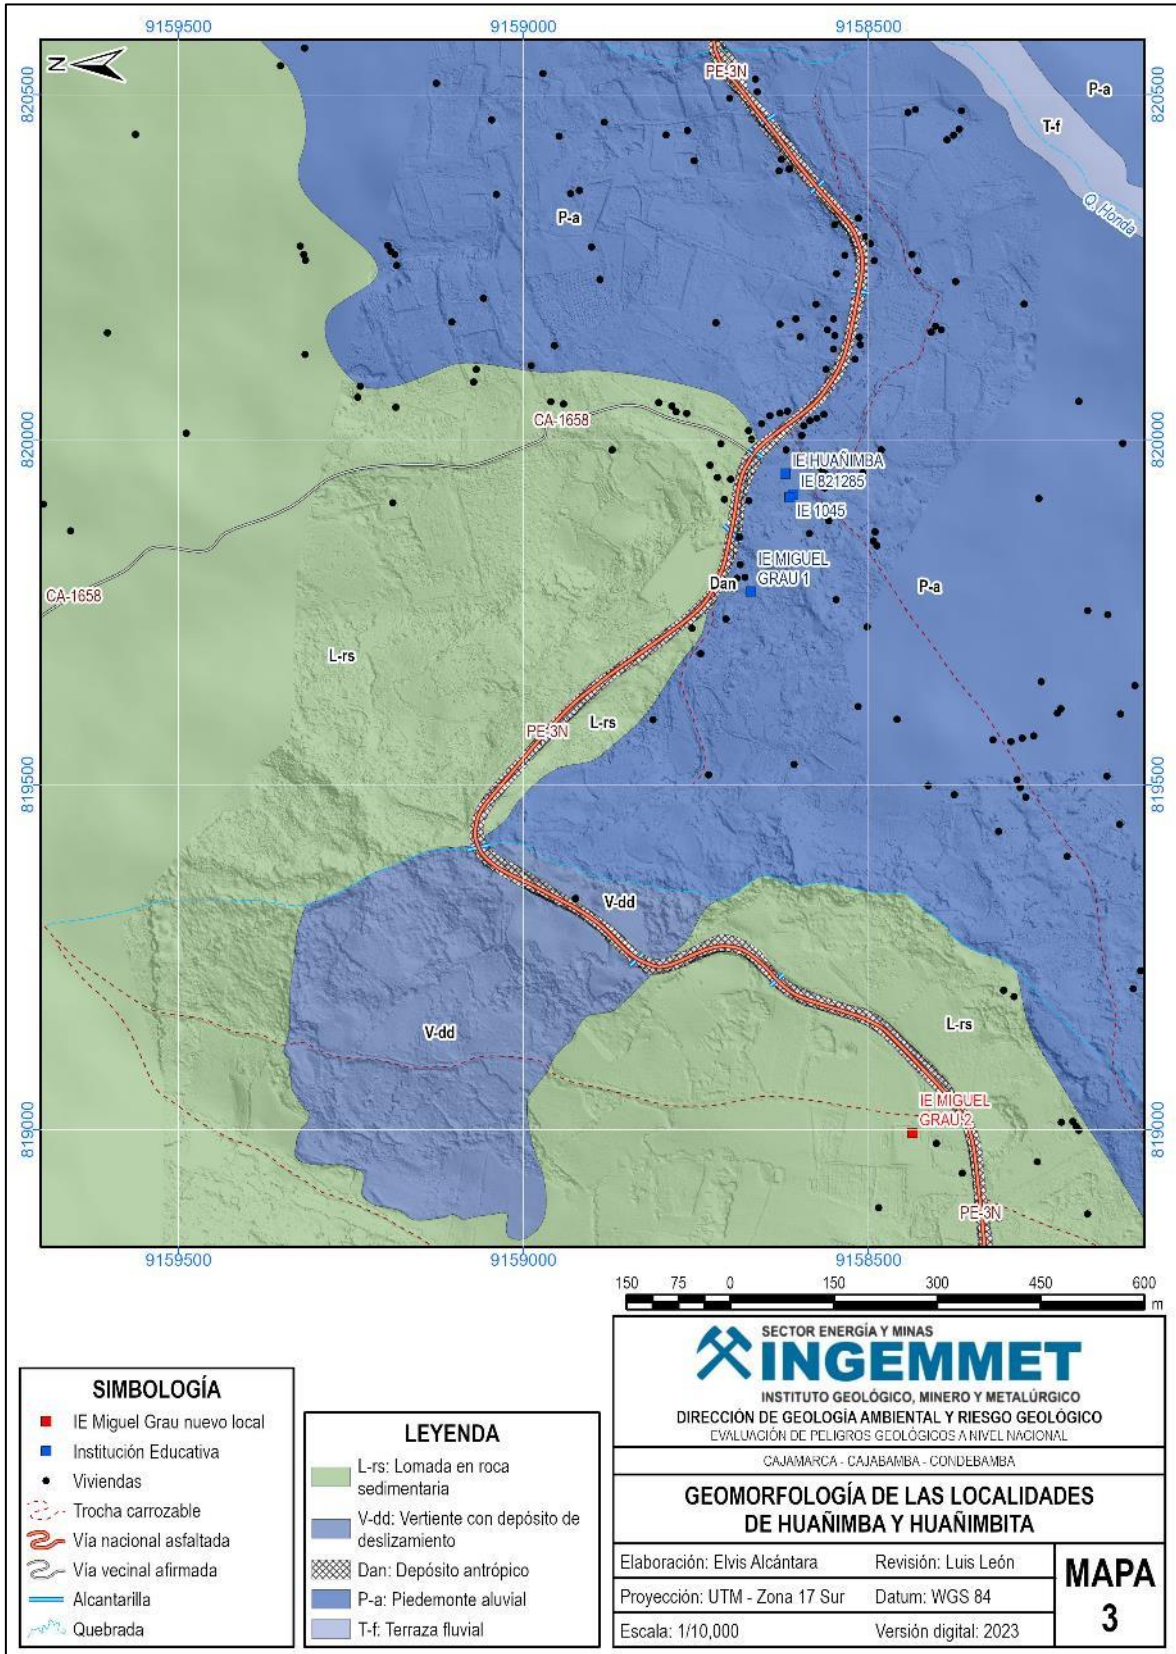 9159500
9159000
9158500
N
820500
820500
PE-3N
P-a
T-f
Q. Honda
P-a
820000
820000
CA-1658
IE HUAÑIMBA
IE 821285
IE 1045
IE MIGUEL
GRAU 1
Dan
P-a
CA-1658
L-rs
L-rs
PE-3N
819500
819500
V-dd
L-rs
V-dd
IE MIGUEL
GRAU 2
819000
819000
PE-3N
9159500
9159000
9158500
150 75 0 150 300 450 600
m
SIMBOLOGÍA
IE Miguel Grau nuevo local
Institución Educativa
Viviendas
Trocha carrozable
Vía nacional asfaltada
Vía vecinal afirmada
Alcantarilla
Quebrada
LEYENDA
L-rs: Lomada en roca
sedimentaria
V-dd: Vertiente con depósito de
deslizamiento
Dan: Depósito antrópico
P-a: Piedemonte aluvial
T-f: Terraza fluvial
SECTOR ENERGÍA Y MINAS
INGEMMET
INSTITUTO GEOLÓGICO, MINERO Y METALÚRGICO
DIRECCIÓN DE GEOLOGÍA AMBIENTAL Y RIESGO GEOLÓGICO
EVALUACIÓN DE PELIGROS GEOLÓGICOS A NIVEL NACIONAL
CAJAMARCA - CAJABAMBA - CONDEBAMBA
GEOMORFOLOGÍA DE LAS LOCALIDADES
DE HUAÑIMBA Y HUAÑIMBITA
Elaboración: Elvis Alcántara
Revisión: Luis León
Proyección: UTM - Zona 17 Sur
Datum: WGS 84
Escala: 1/10,000
Versión digital: 2023
MAPA
3